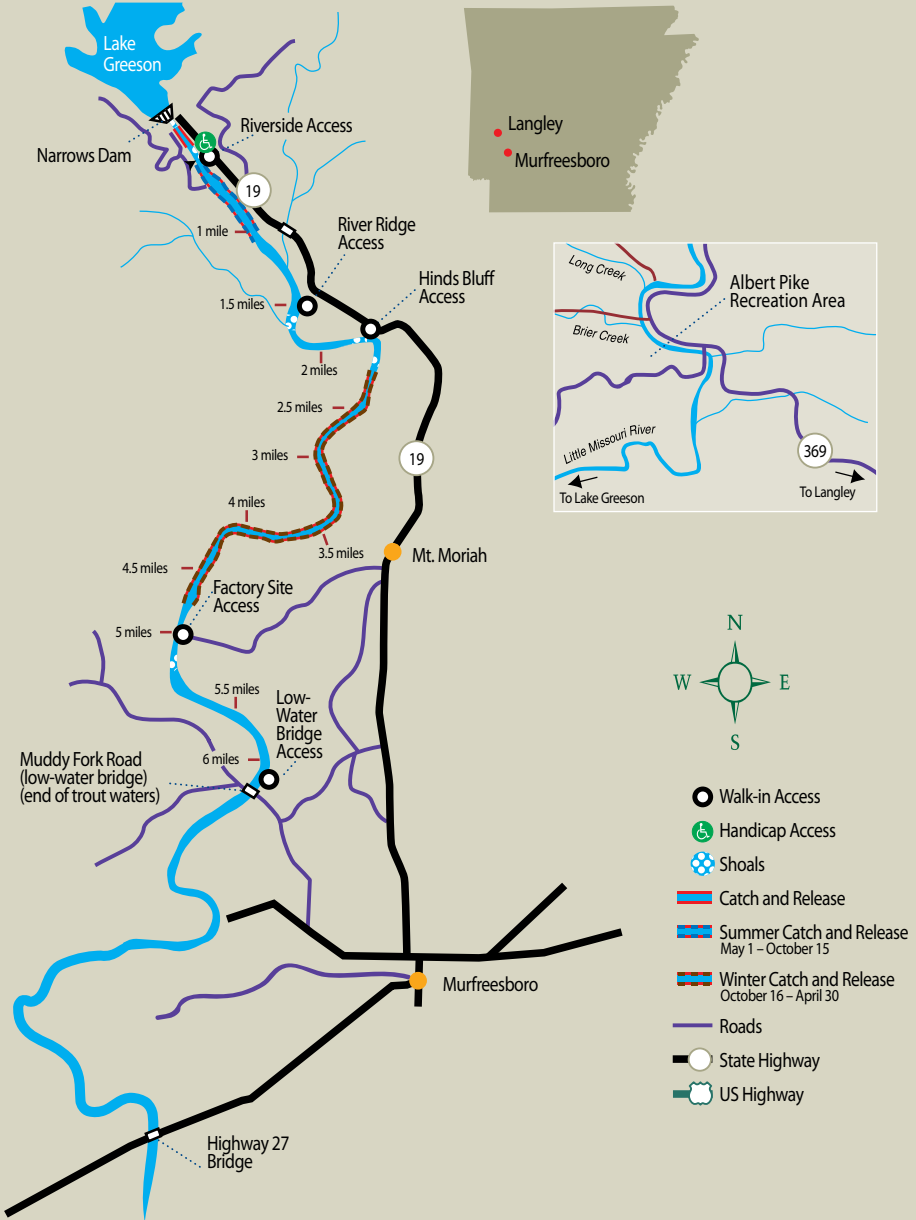 Lake
Greeson
Narrows Dam
Riverside Access
19
1 mile
River Ridge
Access
Hinds Bluff
Access
1.5 miles
2 miles
2.5 miles
3 miles
19
4 miles
3.5 miles
4.5 miles
Mt. Moriah
Factory Site
Access
5 miles
5.5 miles
Low-
Water
Bridge
Access
6 miles
Muddy Fork Road
(low-water bridge)
(end of trout waters)
Murfreesboro
Highway 27
Bridge
Langley
Murfreesboro
Long Creek
Albert Pike
Recreation Area
Brier Creek
Little Missouri River
369
To Lake Greeson
To Langley
N
W
E
S
Walk-in Access
Handicap Access
Shoals
Catch and Release
Summer Catch and Release
May 1 – October 15
Winter Catch and Release
October 16 – April 30
Roads
State Highway
US Highway